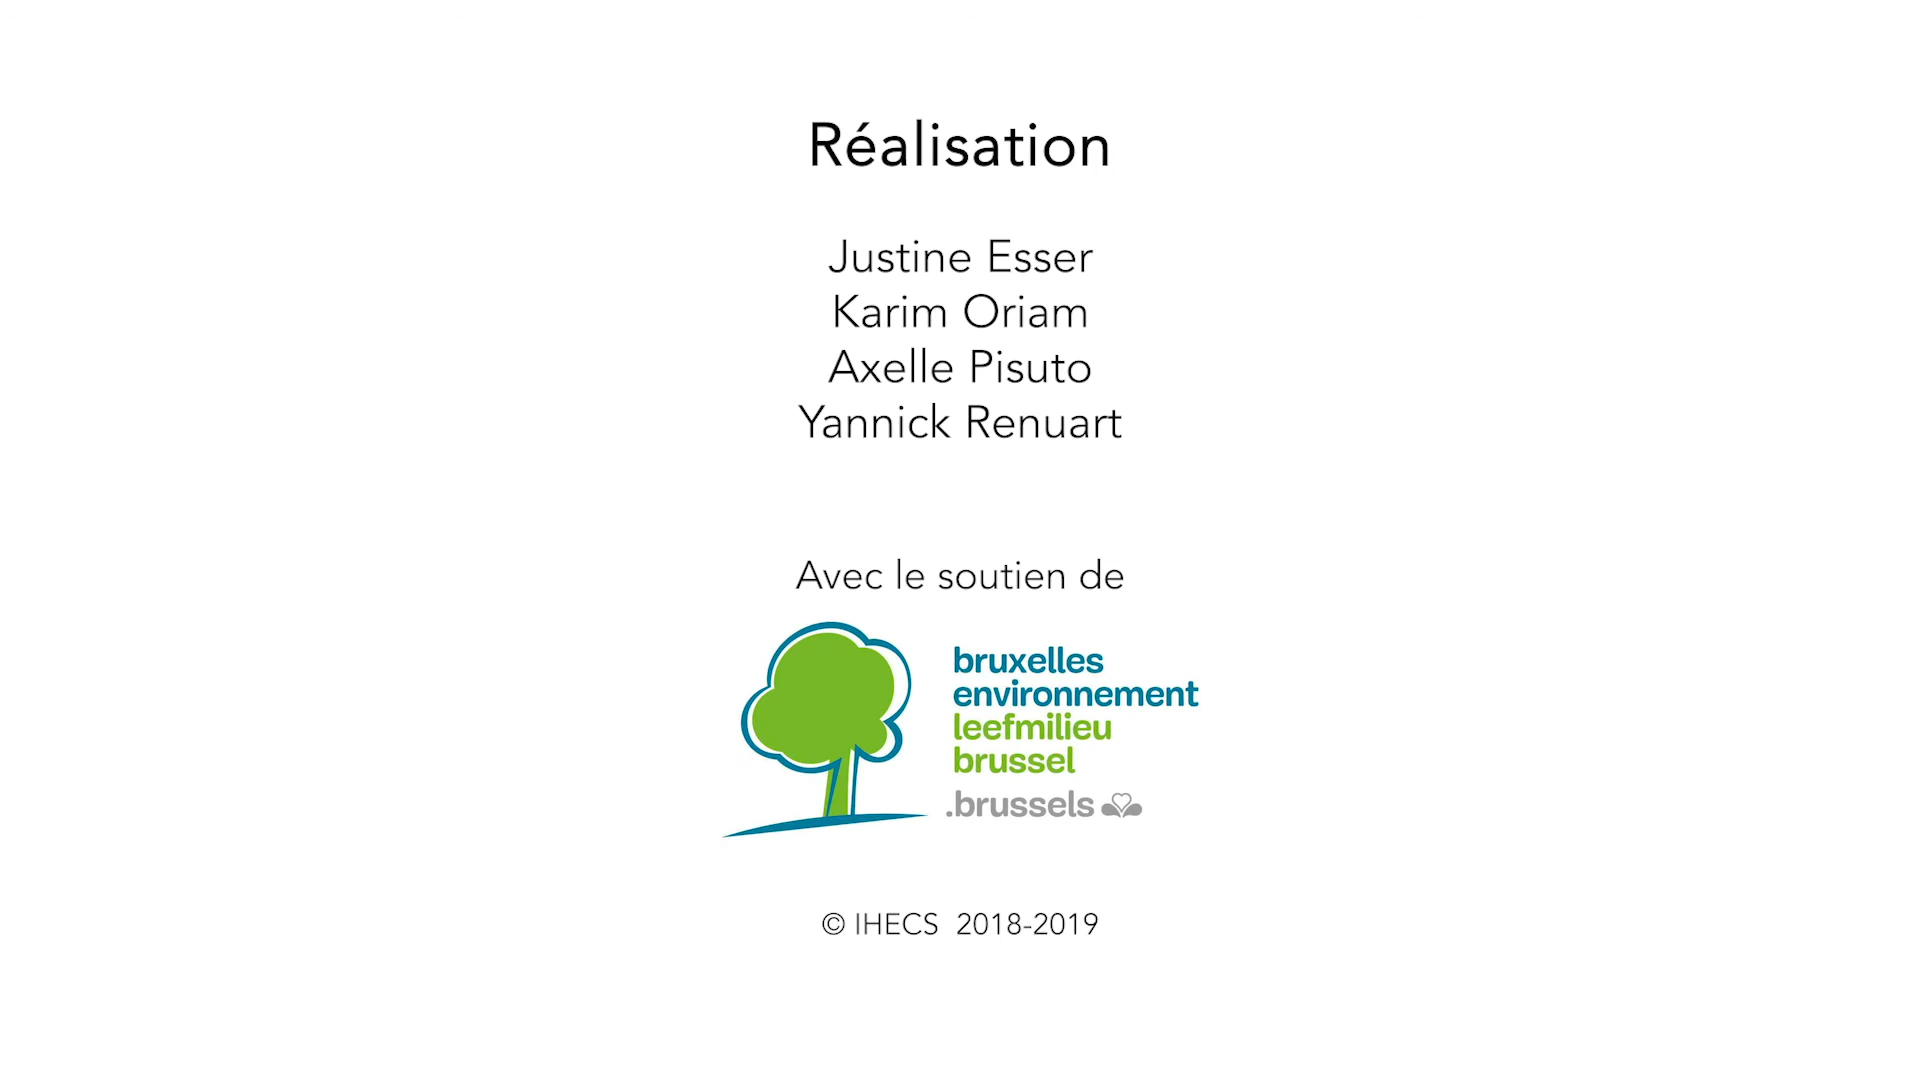 Réalisation
Justine Esser
Karim Oriam
Axelle Pisuto
Yannick Renuart
Avec le soutien de
bruxelles
environnement
leefmilieu
brussel
.brussels
© IHECS 2018-2019